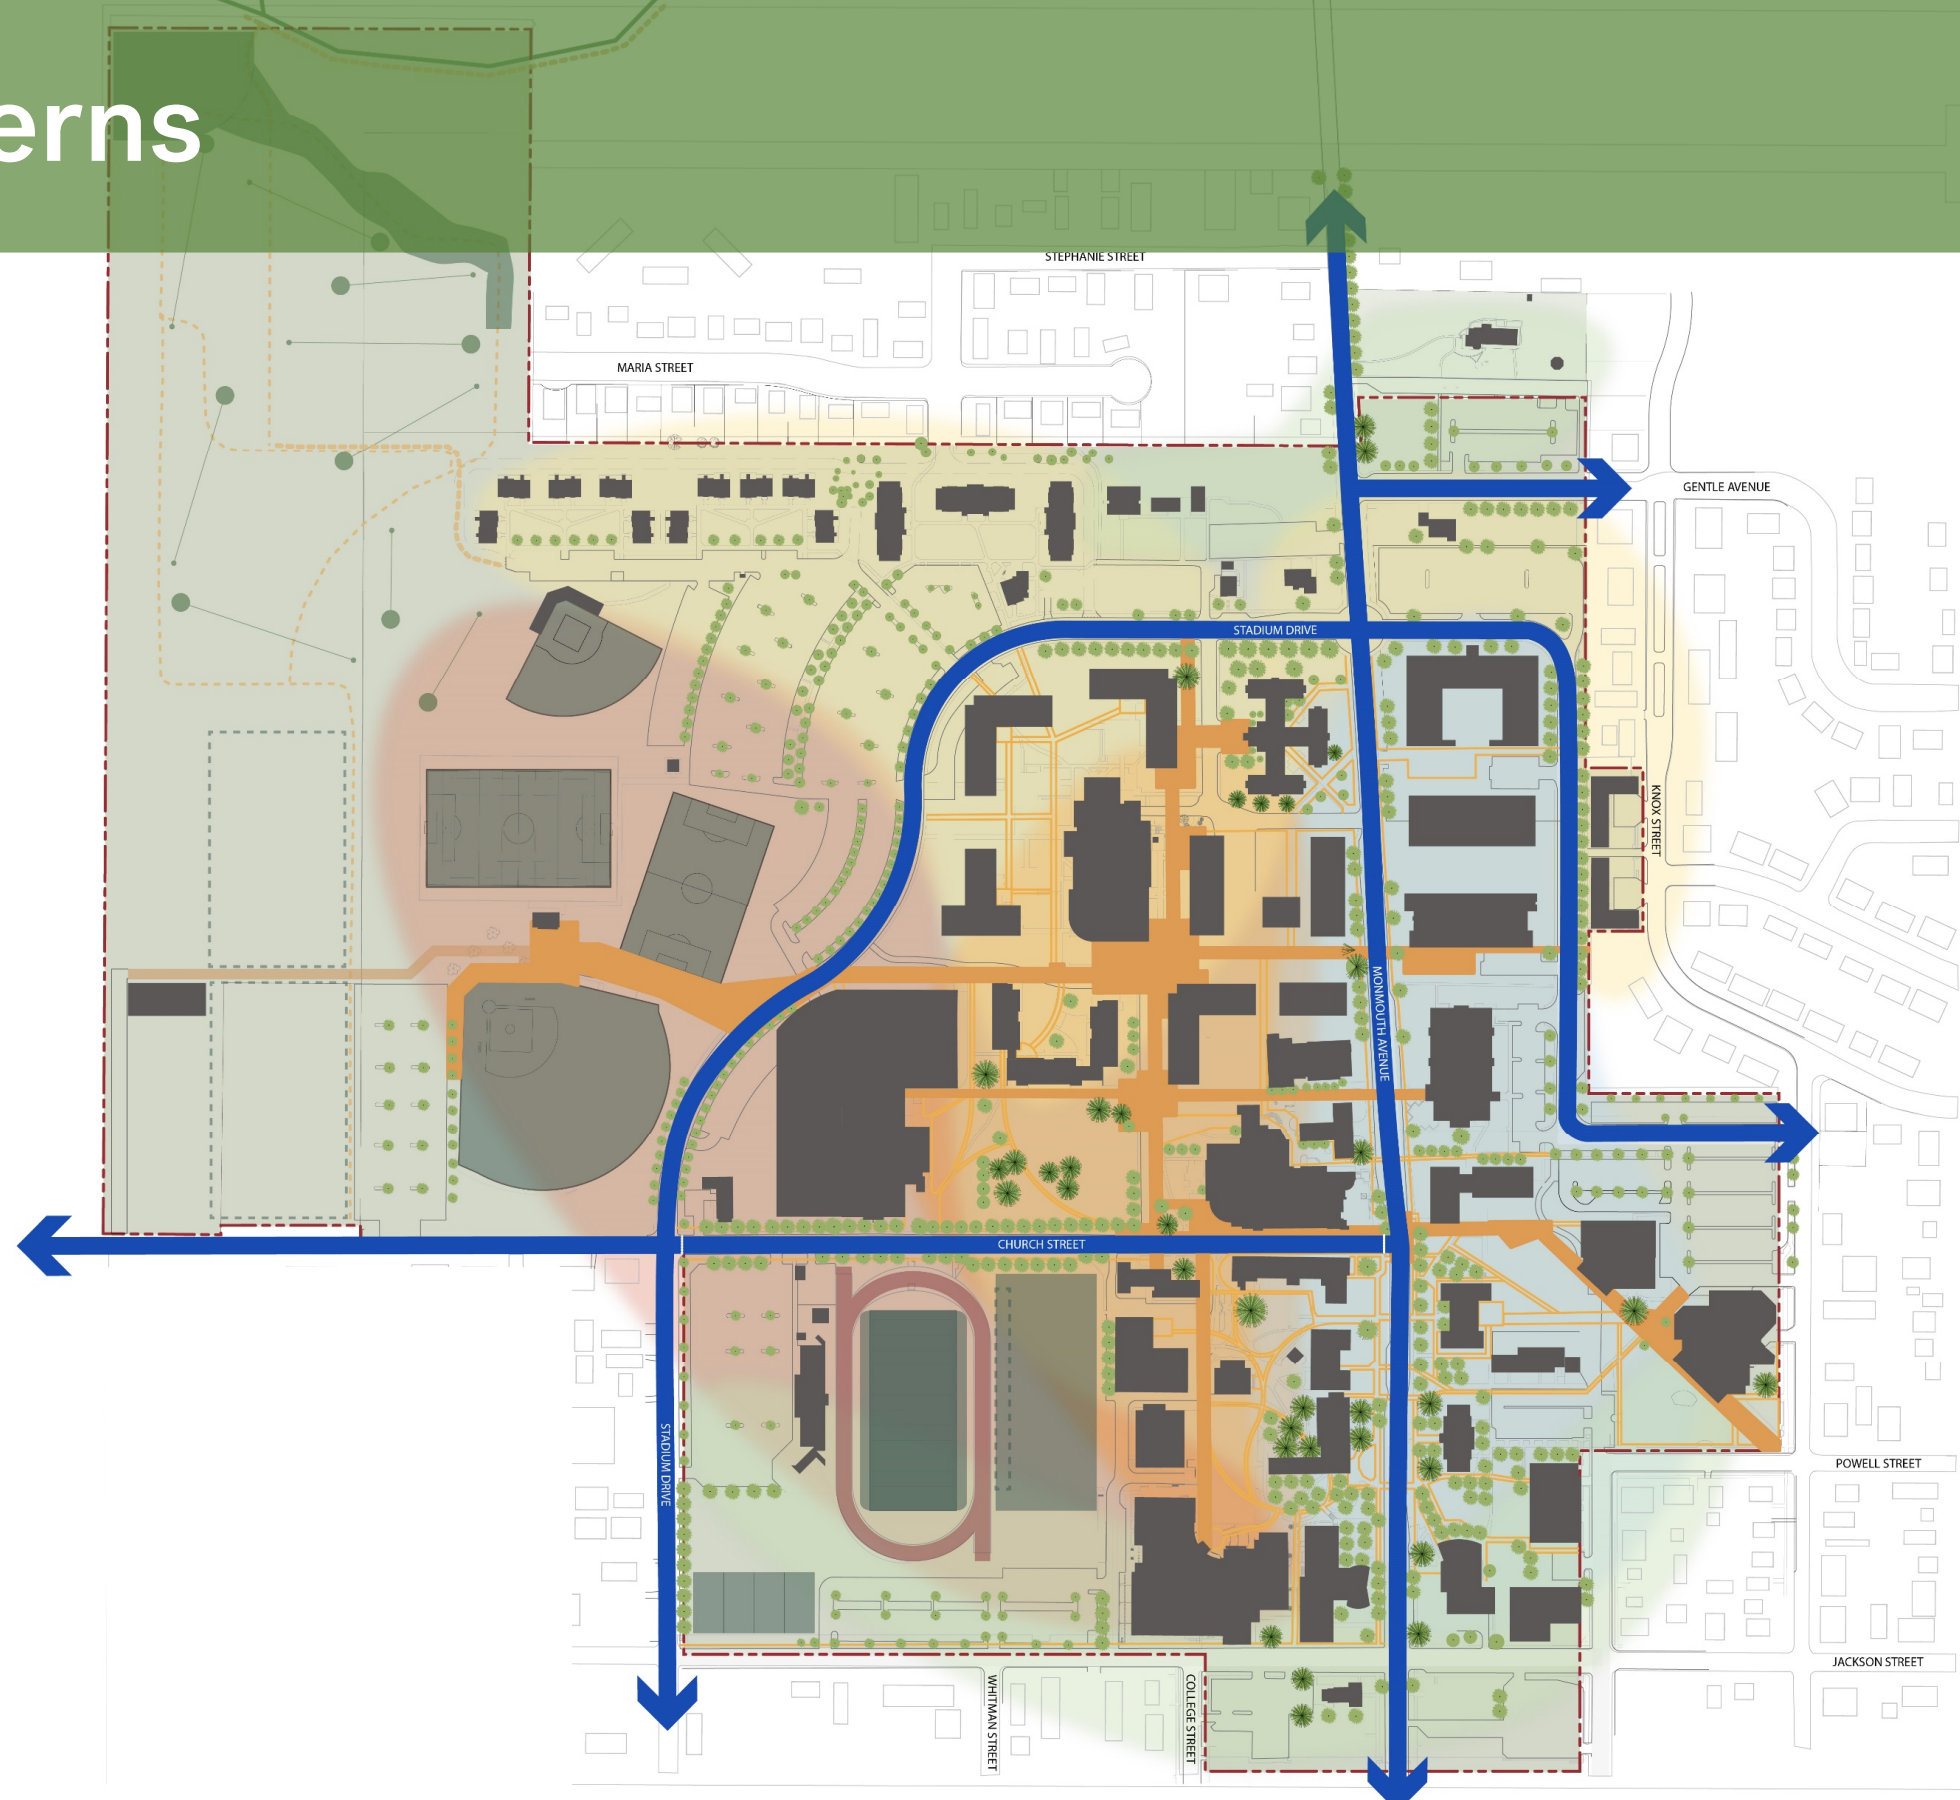 erns
STEPHANIE STREET
MARIA STREET
GENTLE AVENUE
STADIUM DRIVE
KNOX STREET
MONMOUTH AVENUE
CHURCH STREET
STADIUM DRIVE
POWELL STREET
JACKSON STREET
WHITMAN STREET
COLLEGE STREET